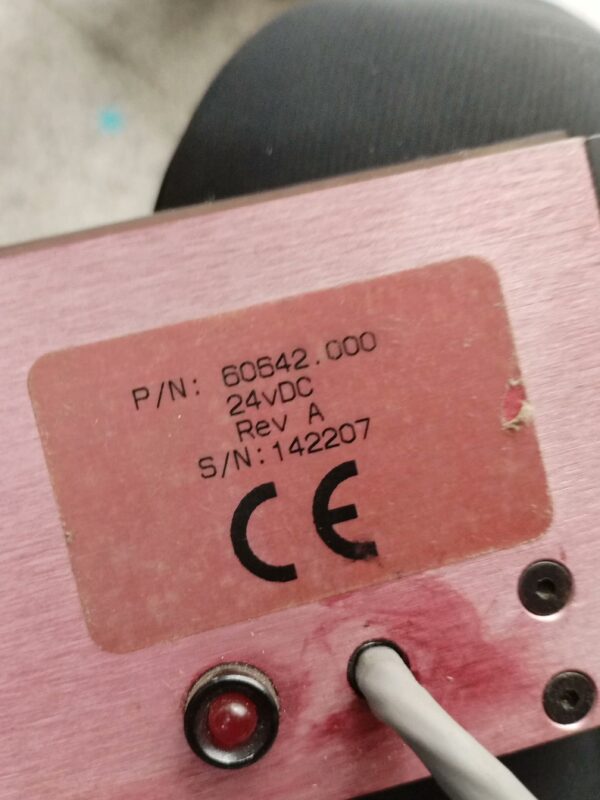 P/N: 60642.000
24vDC
Rev A
S/N:142207
CE